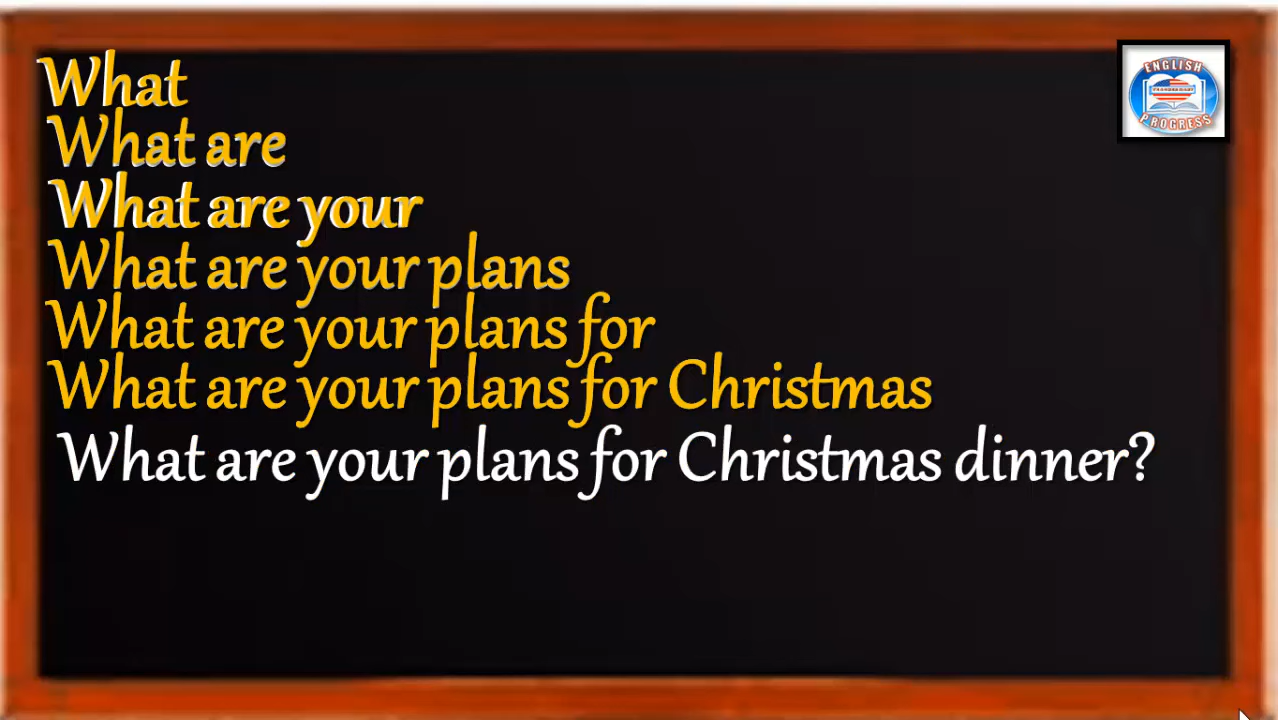 What
What are
What are your
What are your plans
What are your plans for
What are your plans for Christmas
What are your plans for Christmas dinner?
ENGLISH
PROGRESS